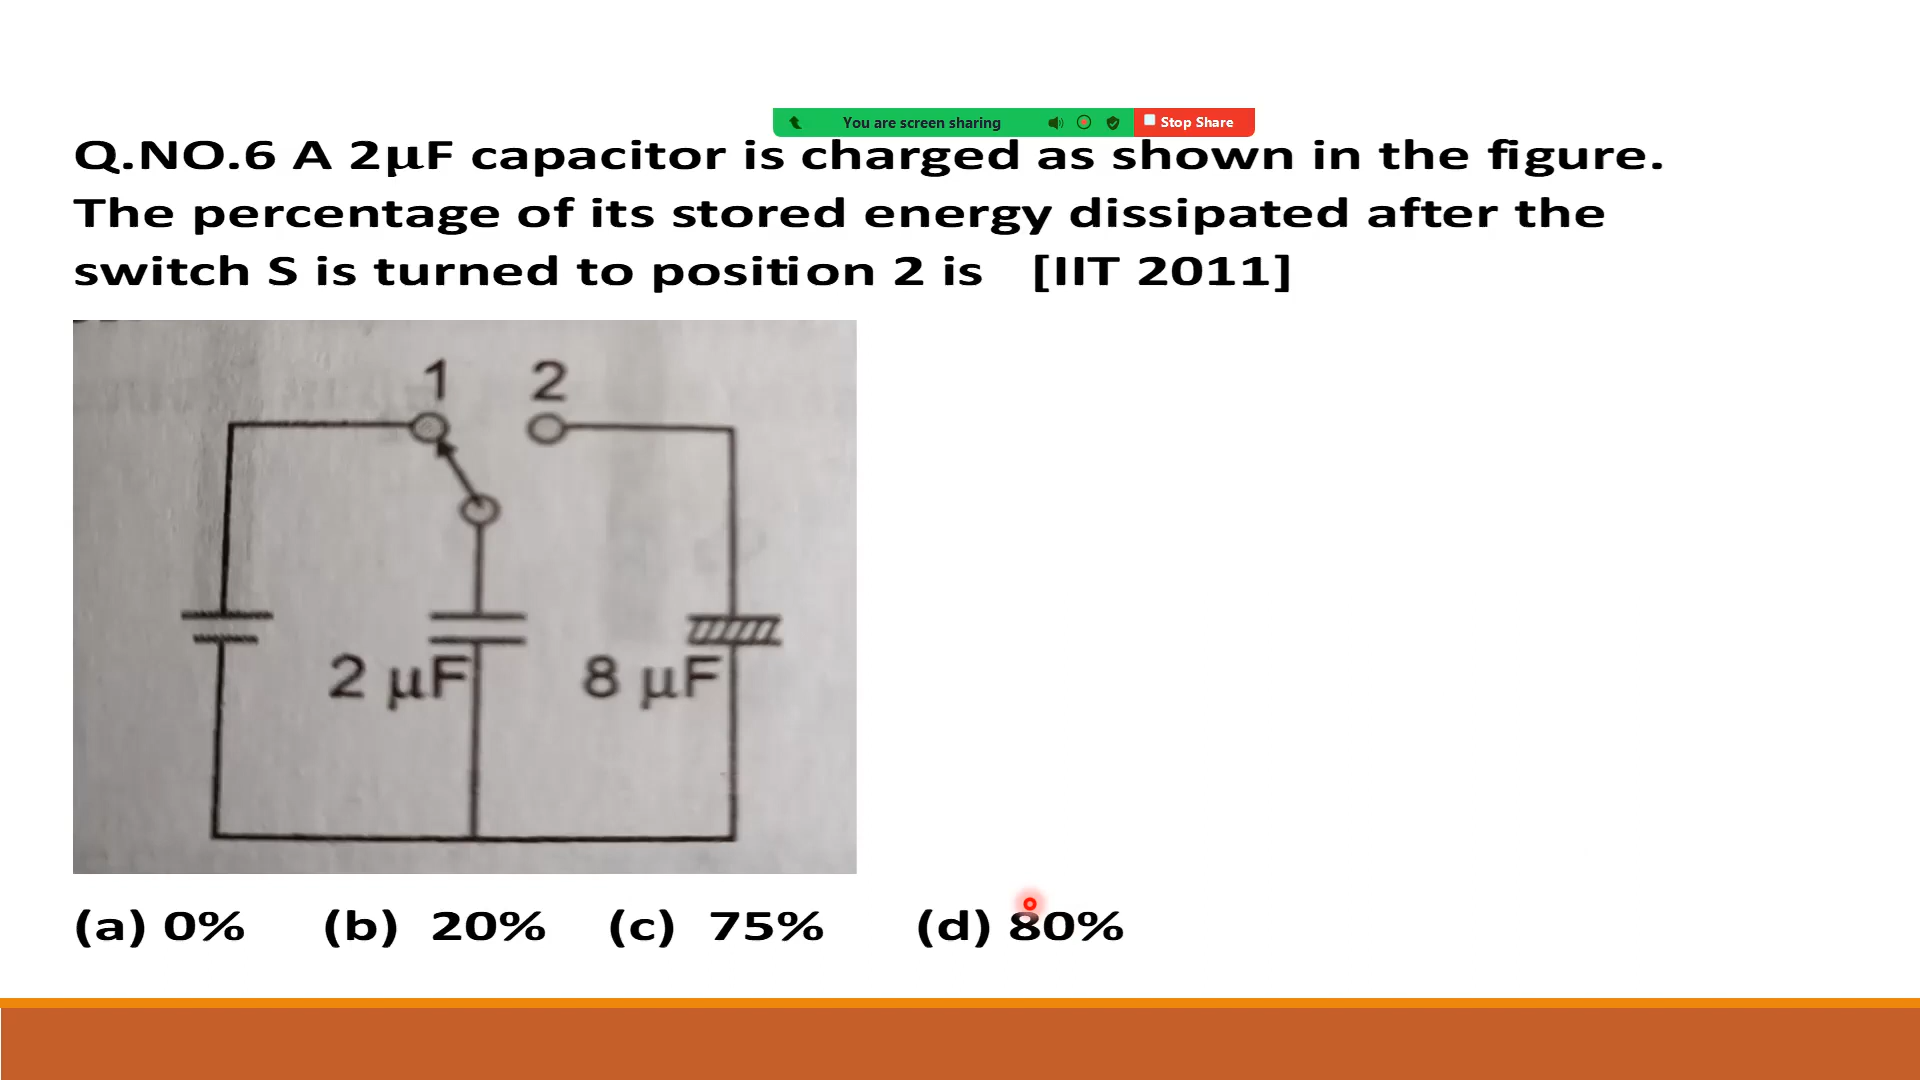 You are screen sharing Stop Share
Q.NO.6 A 2μF capacitor is charged as shown in the figure.
The percentage of its stored energy dissipated after the
switch S is turned to position 2 is [IIT 2011]
1 2
2 μF 8 μF
(a) 0% (b) 20% (c) 75% (d) 80%